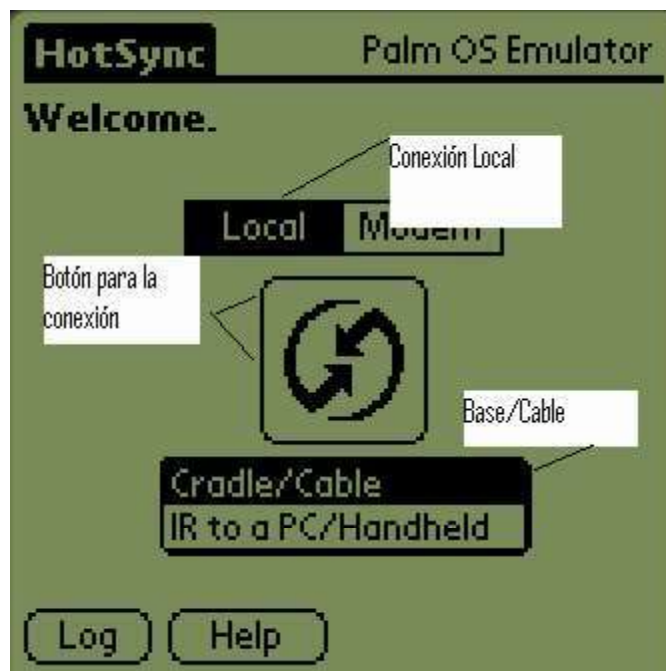 HotSync Palm OS Emulator
Welcome.
Conexión Local
Local Modem
Botón para la
conexión
Base/Cable
Cradle/Cable
IR to a PC/Handheld
Log Help